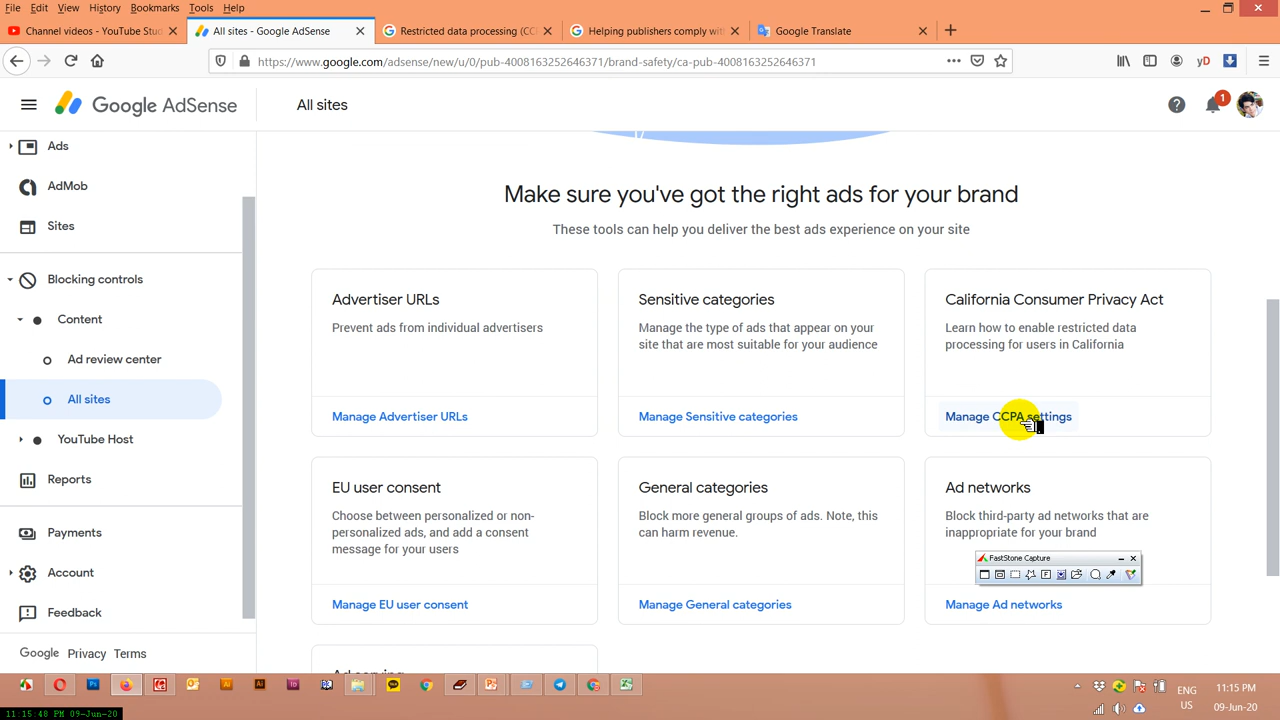 File Edit View History Bookmarks Tools Help
Channel videos - YouTube Stu
All sites - Google AdSense
Restricted data processing (CC
Helping publishers comply wit
Google Translate
https://www.google.com/adsense/new/u/0/pub-4008163252646371/brand-safety/ca-pub-4008163252646371
yD
Google AdSense
All sites
1
Ads
AdMob
Sites
Blocking controls
Content
Ad review center
All sites
YouTube Host
Reports
Payments
Account
Feedback
Google Privacy Terms
Make sure you've got the right ads for your brand
These tools can help you deliver the best ads experience on your site
Advertiser URLs
Prevent ads from individual advertisers
Manage Advertiser URLs
Sensitive categories
Manage the type of ads that appear on your
site that are most suitable for your audience
Manage Sensitive categories
California Consumer Privacy Act
Learn how to enable restricted data
processing for users in California
Manage CCPA settings
EU user consent
Choose between personalized or non-
personalized ads, and add a consent
message for your users
Manage EU user consent
General categories
Block more general groups of ads. Note, this
can harm revenue.
Manage General categories
Ad networks
Block third-party ad networks that are
inappropriate for your brand
FastStone Capture
Manage Ad networks
Ad serving
ENG
US
11:15 PM
09-Jun-20
11:15:48 PM 09-Jun-20